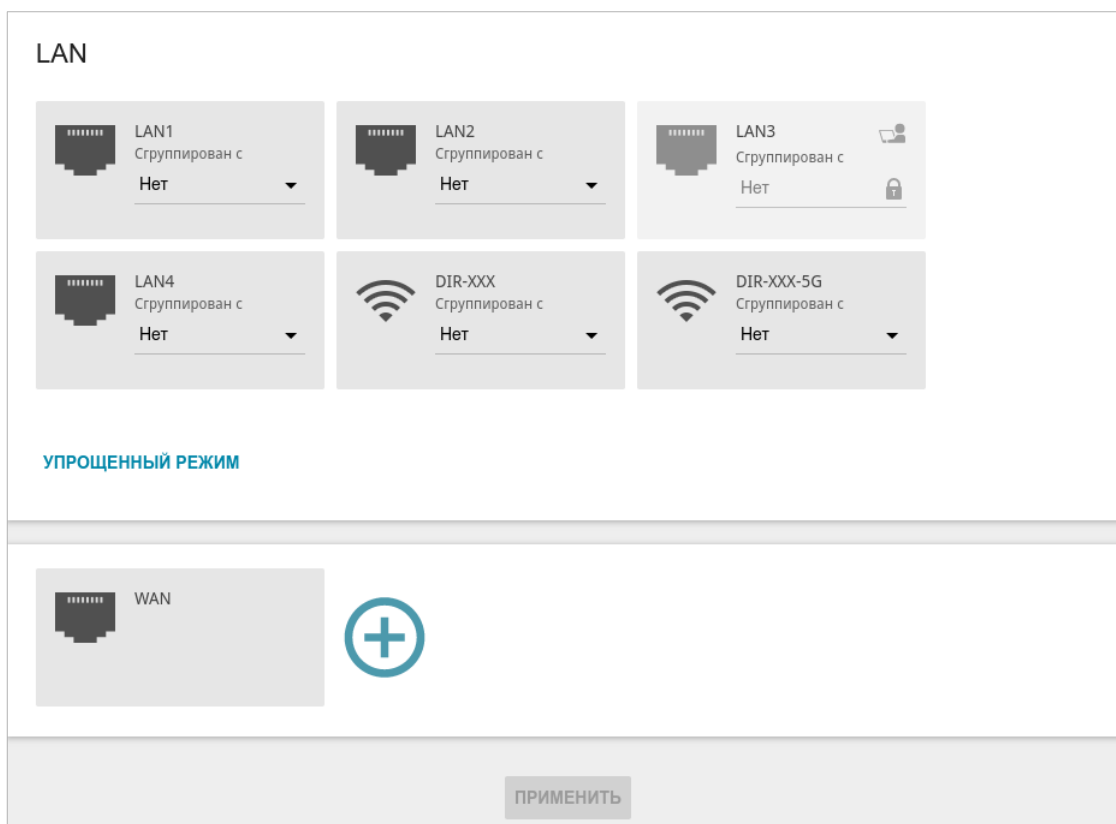 LAN
LAN1
Сгруппирован с
Нет
LAN2
Сгруппирован с
Нет
LAN3
Сгруппирован с
Нет
LAN4
Сгруппирован с
Нет
DIR-XXX
Сгруппирован с
Нет
DIR-XXX-5G
Сгруппирован с
Нет
УПРОЩЕННЫЙ РЕЖИМ
WAN
ПРИМЕНИТЬ